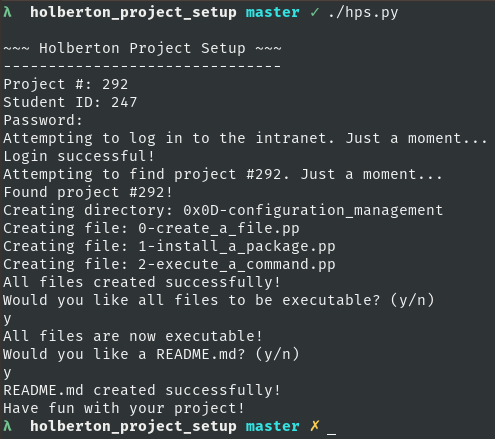 λ holberton_project_setup master ✓ ./hps.py
~~~ Holberton Project Setup ~~~
-------------------------------
Project #: 292
Student ID: 247
Password:
Attempting to log in to the intranet. Just a moment...
Login successful!
Attempting to find project #292. Just a moment...
Found project #292!
Creating directory: 0x0D-configuration_management
Creating file: 0-create_a_file.pp
Creating file: 1-install_a_package.pp
Creating file: 2-execute_a_command.pp
All files created successfully!
Would you like all files to be executable? (y/n)
y
All files are now executable!
Would you like a README.md? (y/n)
y
README.md created successfully!
Have fun with your project!
λ holberton_project_setup master ✗ _